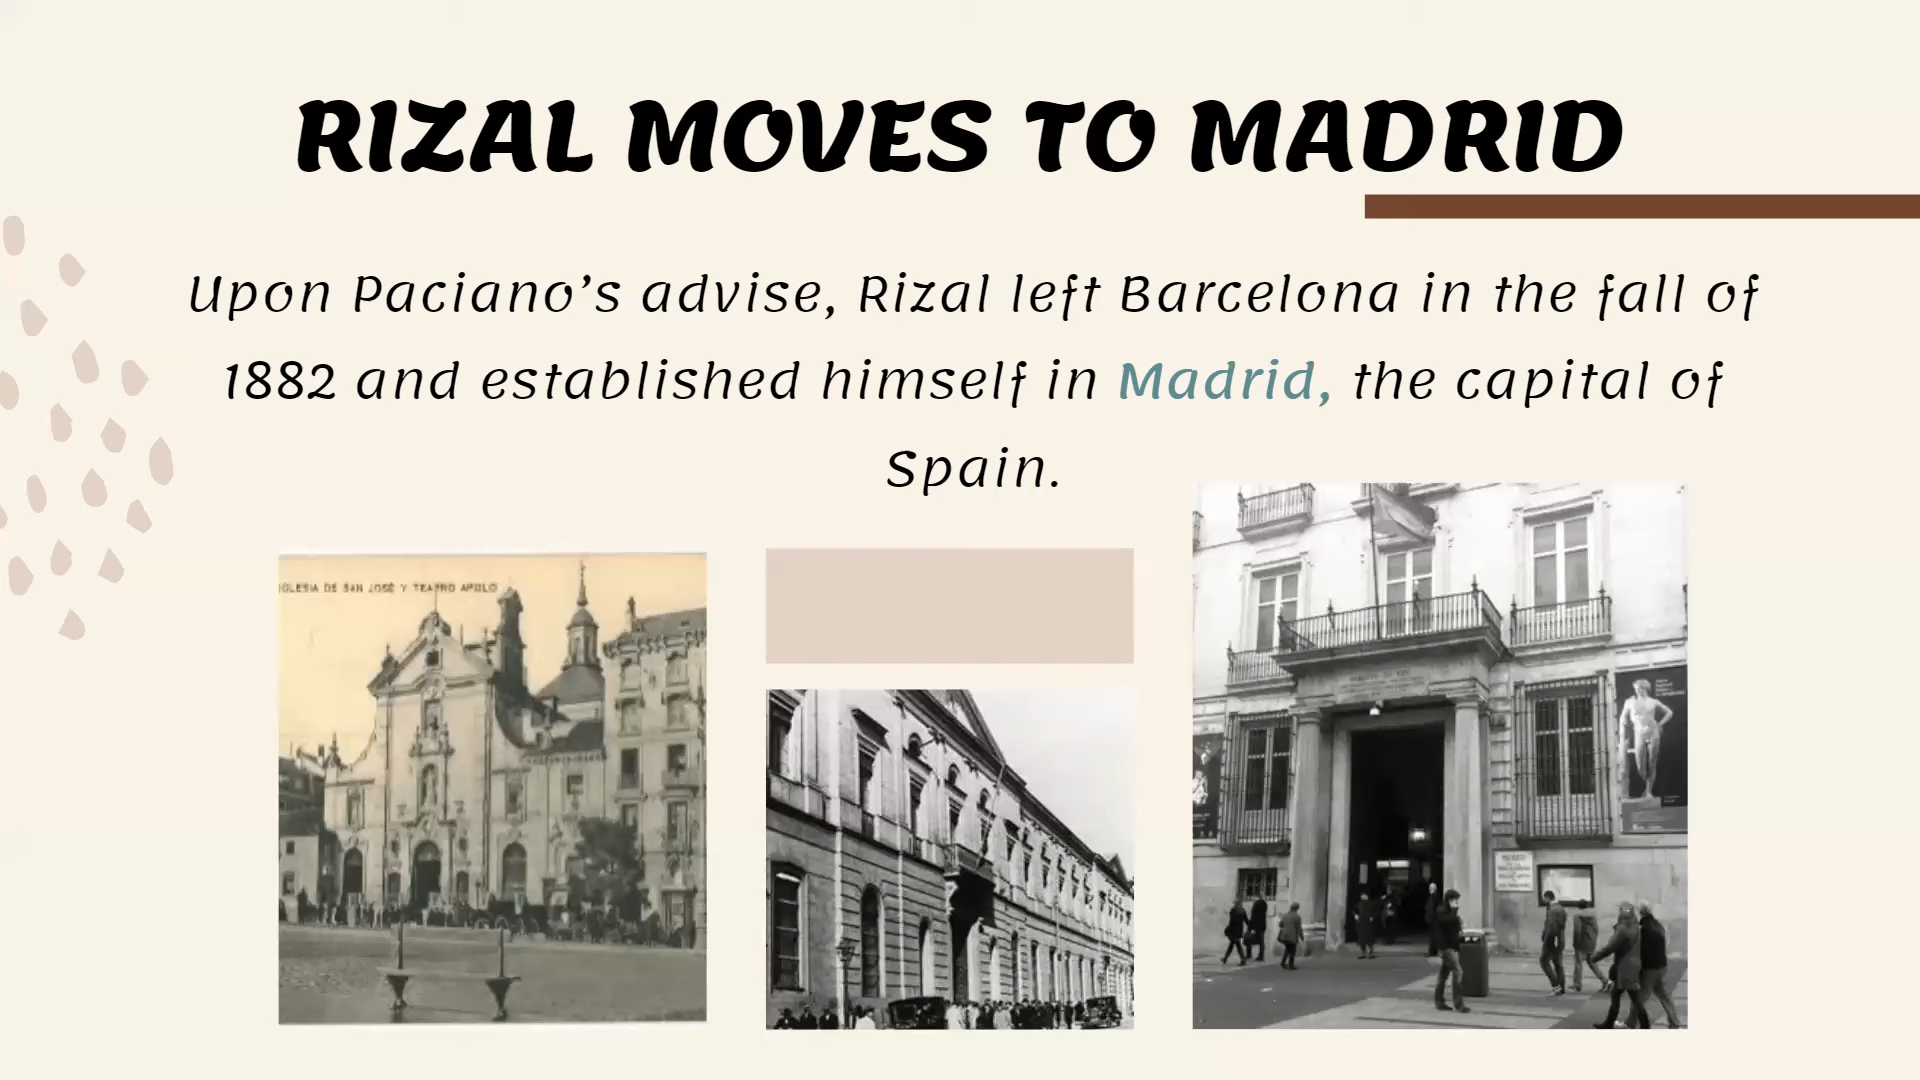 RIZAL MOVES TO MADRID
Upon Paciano's advise, Rizal left Barcelona in the fall of
1882 and established himself in Madrid, the capital of
Spain.
IGLESIA DE SAN JOSÉ Y TEATRO APOLO